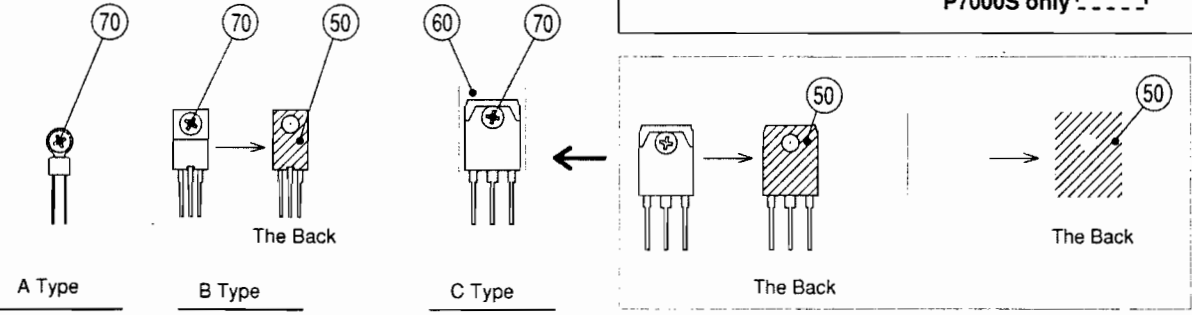 P7000S only
70
70
50
60
70
50
50
The Back
The Back
The Back
A Type
B Type
C Type